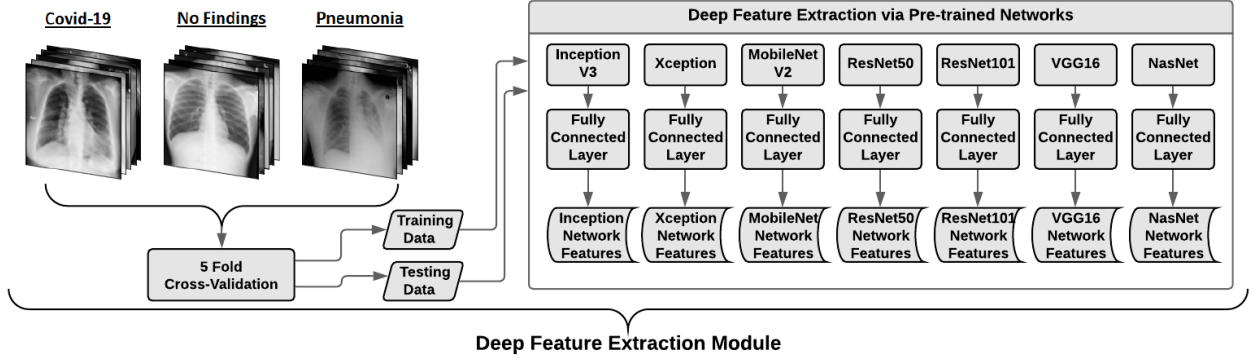 Covid-19
No Findings
Pneumonia
Deep Feature Extraction via Pre-trained Networks
Inception
V3
Xception
MobileNet
V2
ResNet50
ResNet101
VGG16
NasNet
Fully
Connected
Layer
Fully
Connected
Layer
Fully
Connected
Layer
Fully
Connected
Layer
Fully
Connected
Layer
Fully
Connected
Layer
Fully
Connected
Layer
Inception
Network
Features
Xception
Network
Features
MobileNet
Network
Features
ResNet50
Network
Features
ResNet101
Network
Features
VGG16
Network
Features
NasNet
Network
Features
Training
Data
Testing
Data
5 Fold
Cross-Validation
Deep Feature Extraction Module